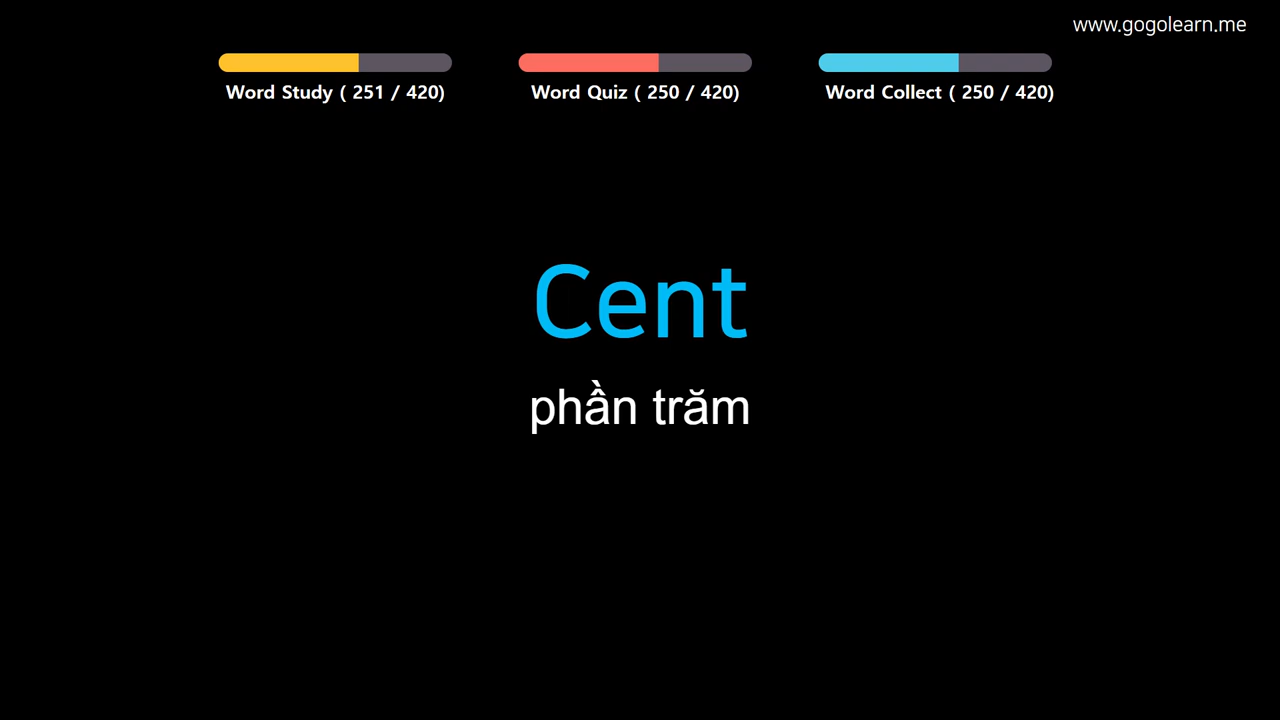 www.gogolearn.me
Word Study ( 251 / 420)
Word Quiz ( 250 / 420)
Word Collect ( 250 / 420)
Cent
phần trăm